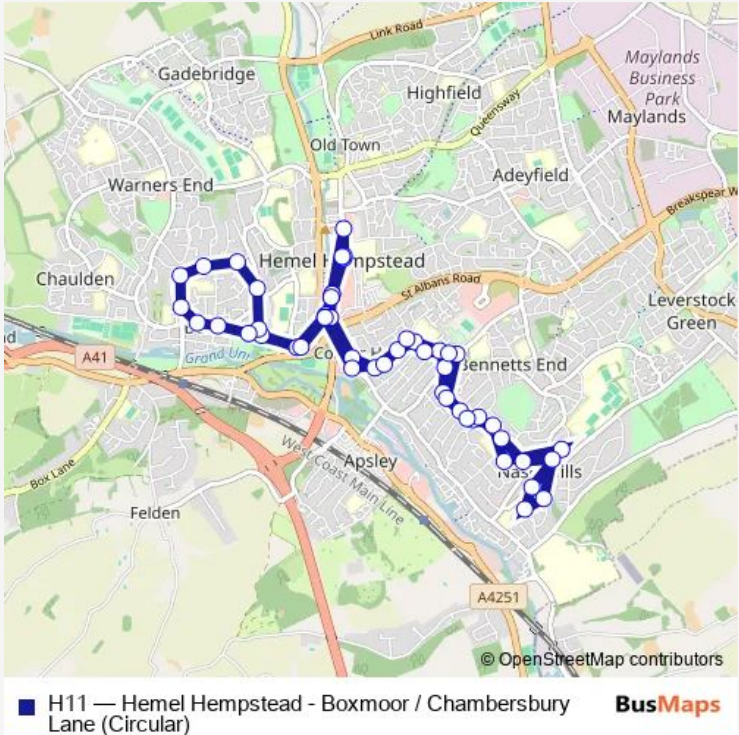 Link Road
Gadebridge
Maylands
Business
Park
Highfield
Queensway
Maylands
Old Town
Warners End
Adeyfield
Breakspear W
Hemel H mpstead
Chaulden
St Albans Road
Leverstock
Green
A41
Grand Uni
Bennetts End
Box Lane
West Coast Main Line
Apsley
Nas ills
Felden
A4251
© OpenStreetMap contributors
H11 — Hemel Hempstead - Boxmoor / Chambersbury
Lane (Circular)
BusMaps